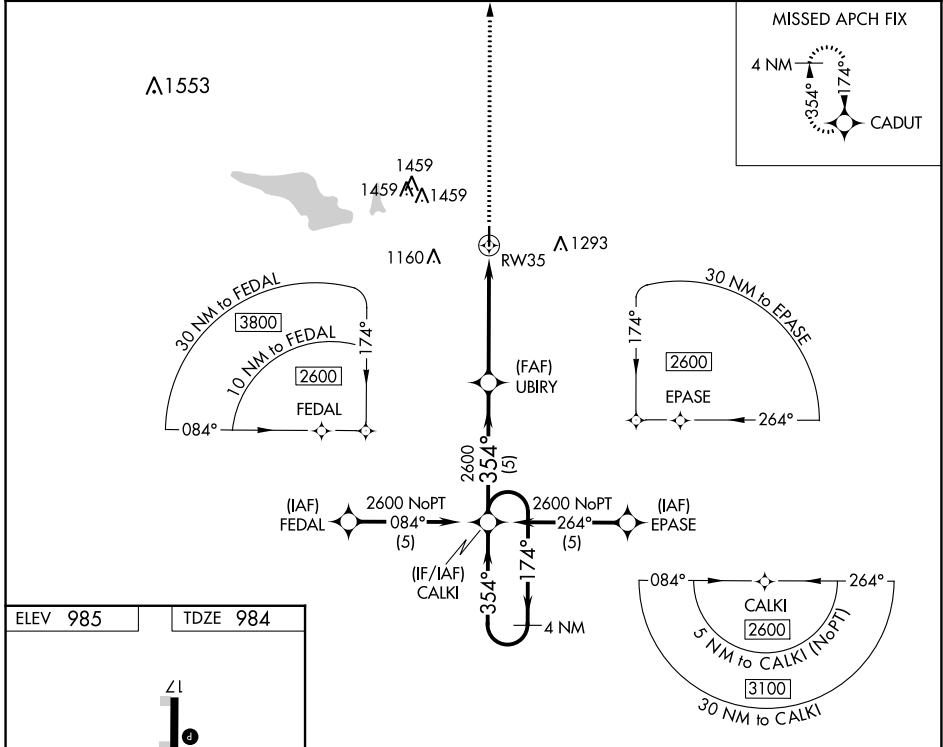 MISSED APCH FIX
4 NM
354°
174°
CADUT
1553
1459
1459
1459
1160
RW35
1293
30 NM to FEDAL
3800
10 NM to FEDAL
2600
FEDAL
174°
084°
(FAF)
UBIRY
30 NM to EPASE
174°
2600
EPASE
264°
2600
354°
(5)
(IAF)
FEDAL
2600 NoPT
084°
(5)
2600 NoPT
264°
(5)
(IAF)
EPASE
(IF/IAF)
CALKI
354°
174°
4 NM
084°
264°
CALKI
2600
5 NM to CALKI (NoPT)
3100
30 NM to CALKI
ELEV 985
TDZE 984
17
P